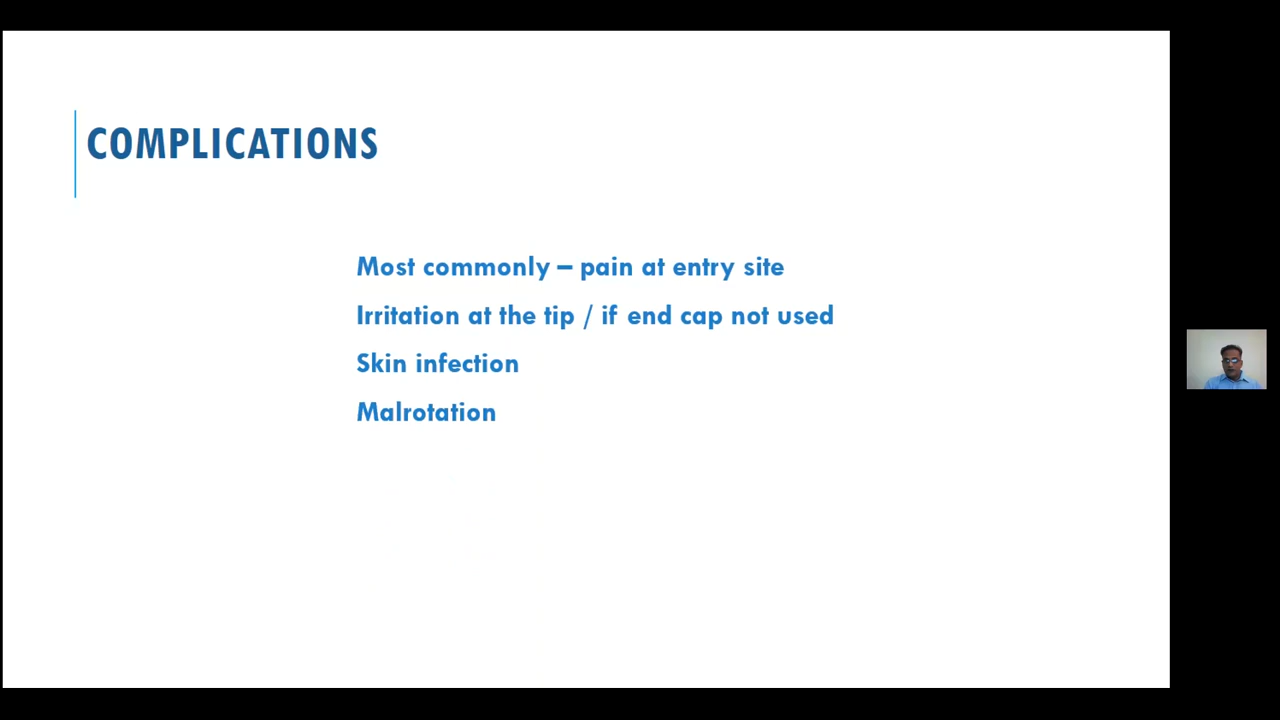 COMPLICATIONS
Most commonly – pain at entry site
Irritation at the tip / if end cap not used
Skin infection
Malrotation